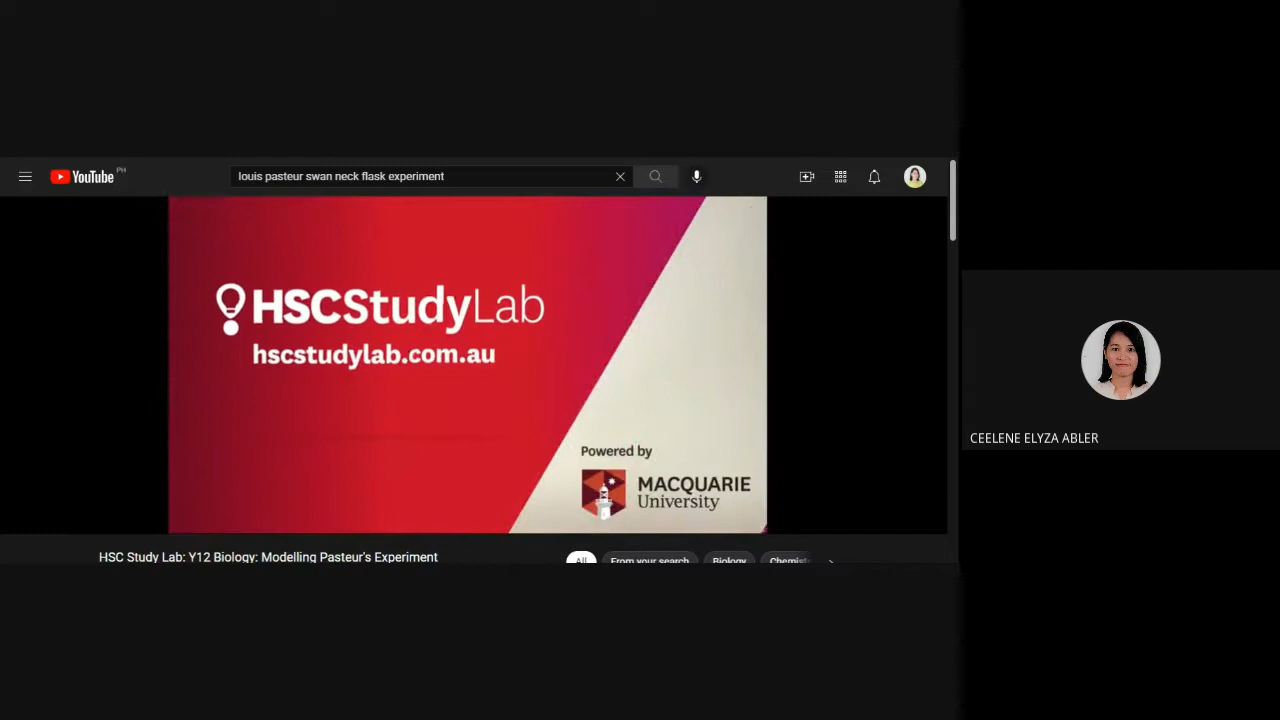 YouTube PH
louis pasteur swan neck flask experiment
HSCStudyLab
hscstudylab.com.au
Powered by
MACQUARIE
University
CEELENE ELYZA ABLER
HSC Study Lab: Y12 Biology: Modelling Pasteur's Experiment
All From your search Biology